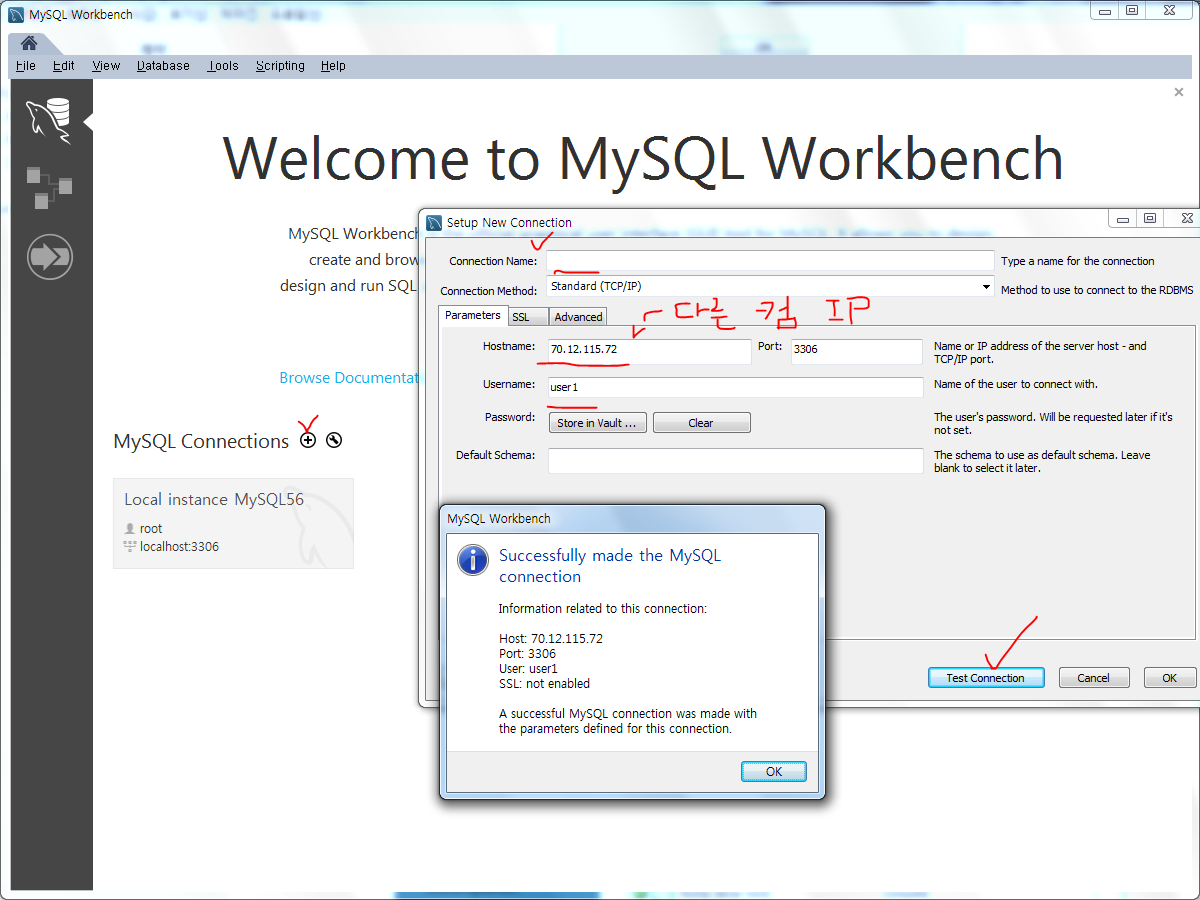 MySQL Workbench
File Edit View Database Tools Scripting Help
Welcome to MySQL Workbench
MySQL Workbench
create and brow
design and run SQL
Browse Documentat
MySQL Connections
Local instance MySQL56
root
localhost:3306
Setup New Connection
Connection Name: Type a name for the connection
Connection Method: Standard (TCP/IP) Method to use to connect to the RDBMS
Parameters SSL Advanced
다른 컴 IP
Hostname: 70.12.115.72 Port: 3306 Name or IP address of the server host - and
TCP/IP port.
Username: user1 Name of the user to connect with.
Password: Store in Vault ... Clear The user's password. Will be requested later if it's
not set.
Default Schema: The schema to use as default schema. Leave
blank to select it later.
Test Connection Cancel OK
MySQL Workbench
Successfully made the MySQL
connection
Information related to this connection:
Host: 70.12.115.72
Port: 3306
User: user1
SSL: not enabled
A successful MySQL connection was made with
the parameters defined for this connection.
OK